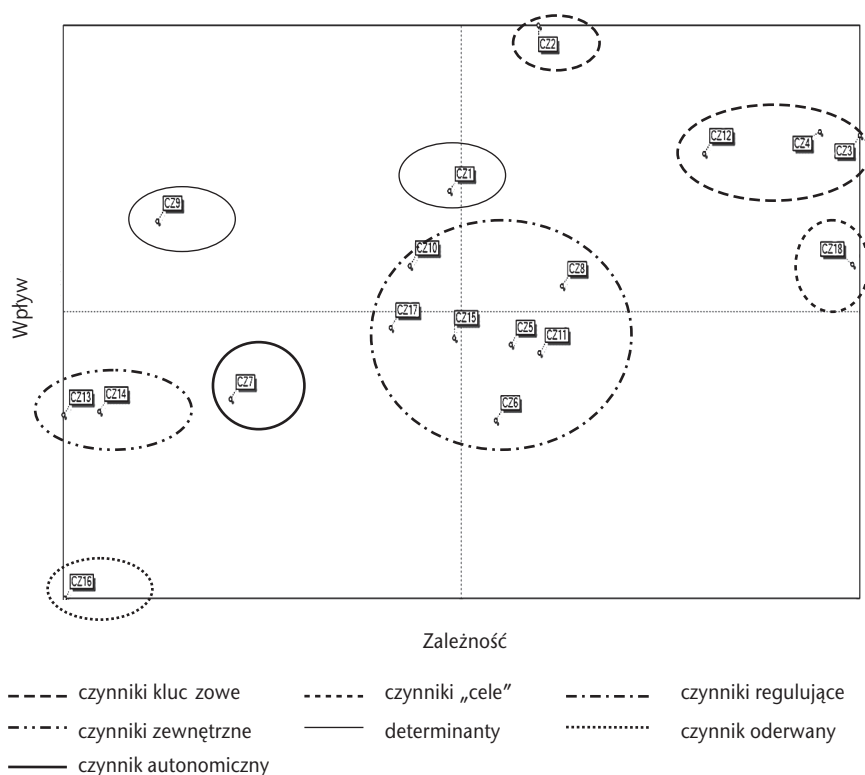 CZ2
CZ12 CZ4 CZ3
CZ1
CZ9
CZ10 CZ18
CZ8
CZ17 CZ15 CZ5 CZ11
CZ7
CZ13 CZ14
CZ6
CZ16
Wpływ
Zależność
czynniki kluc zowe czynniki „cele” czynniki regulujące
czynniki zewnętrzne determinanty czynnik oderwany
czynnik autonomiczny